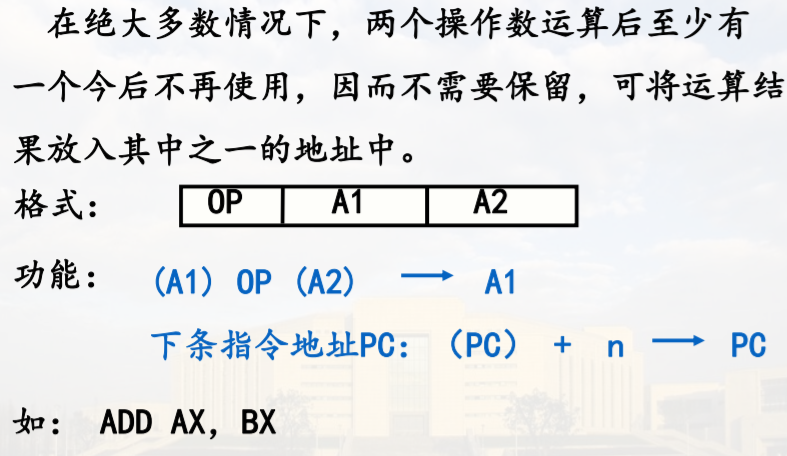 在绝大多数情况下，两个操作数运算后至少有
一个今后不再使用，因而不需要保留，可将运算结
果放入其中之一的地址中。
格式： OP A1 A2
功能： (A1) OP (A2) → A1
下条指令地址PC：（PC） + n → PC
如： ADD AX, BX